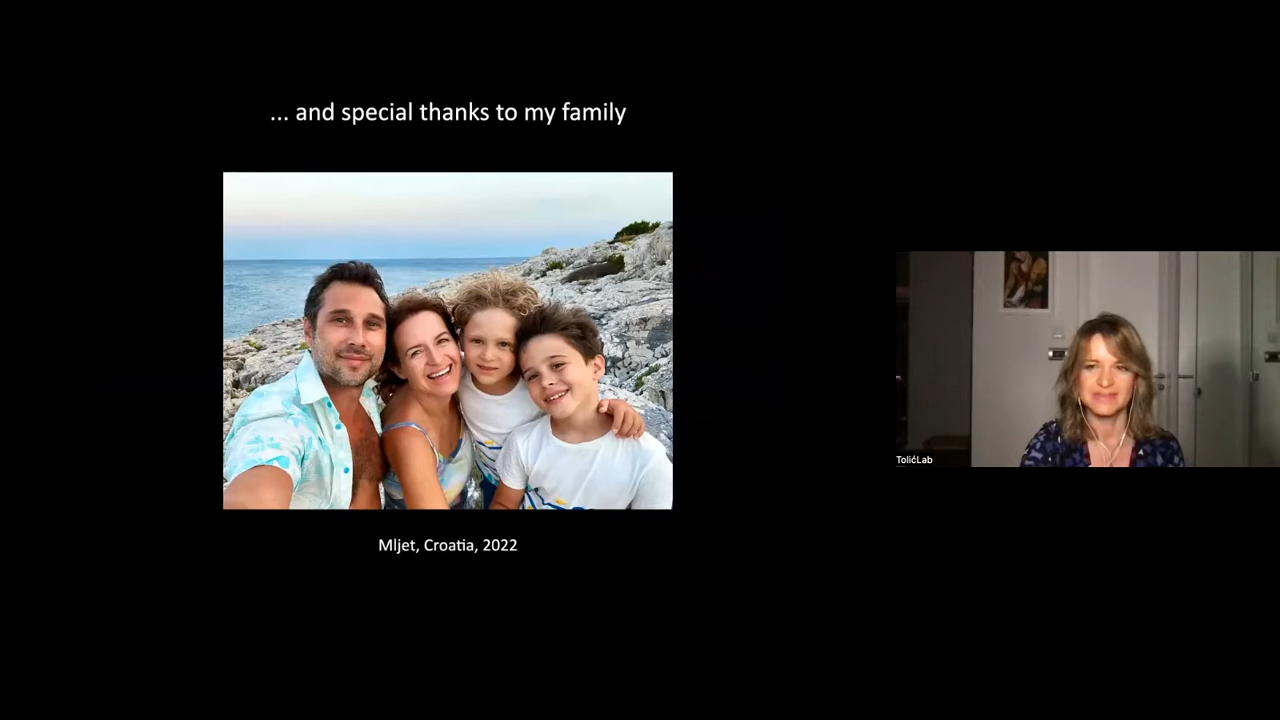 ... and special thanks to my family
Mljet, Croatia, 2022
TolićLab